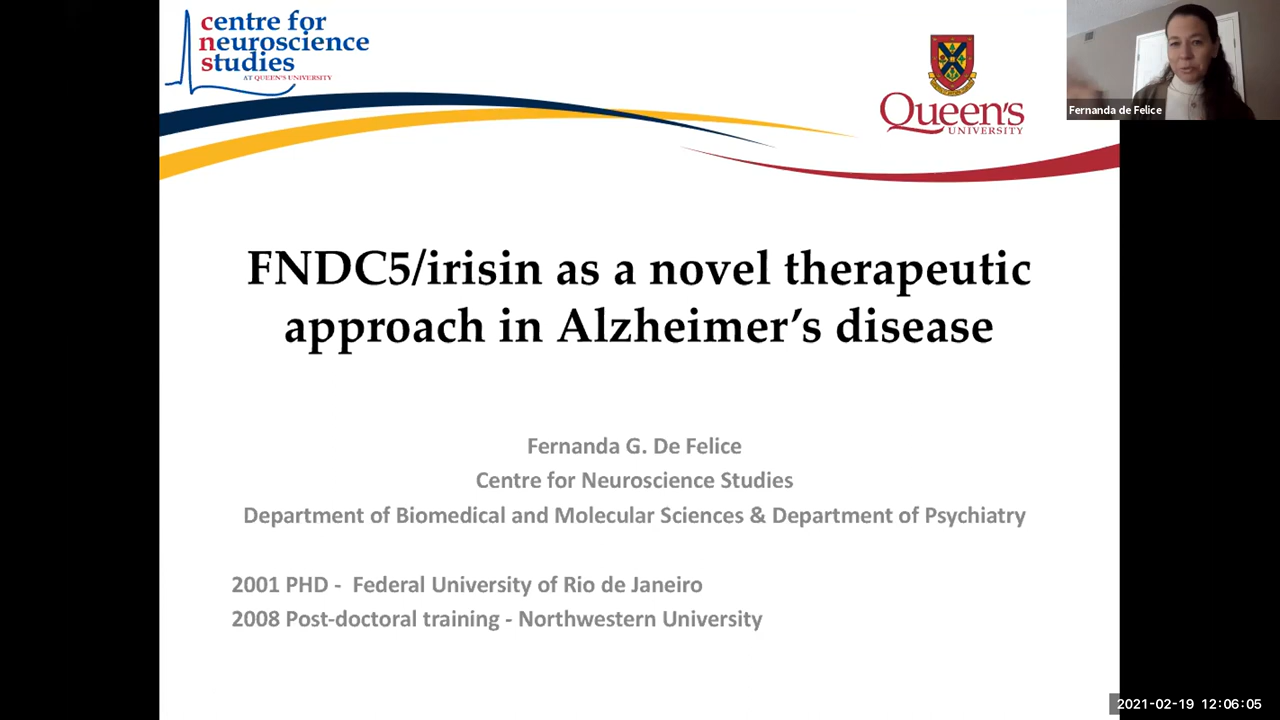 centre for
neuroscience
studies
AT QUEEN'S UNIVERSITY
Queen's
UNIVERSITY
Fernanda de Felice
FNDC5/irisin as a novel therapeutic
approach in Alzheimer’s disease
Fernanda G. De Felice
Centre for Neuroscience Studies
Department of Biomedical and Molecular Sciences & Department of Psychiatry
2001 PHD - Federal University of Rio de Janeiro
2008 Post-doctoral training - Northwestern University
2021-02-19 12:06:05